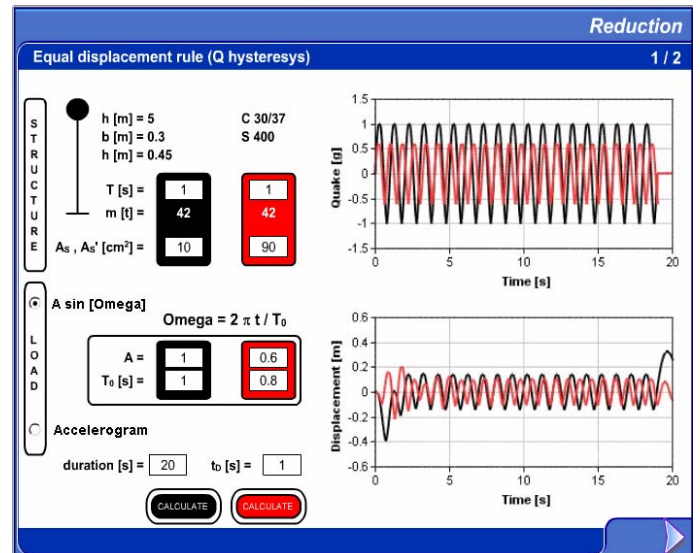 Reduction
Equal displacement rule (Q hysteresys)
1 / 2
STRUCTURE
h [m] = 5
C 30/37
b [m] = 0.3
S 400
h [m] = 0.45
T [s] =
1
1
m [t] =
42
42
As , As' [cm²] =
10
90
LOAD
A sin [Omega]
Omega = 2 π t / T₀
A =
1
0.6
T₀ [s] =
1
0.8
Accelerogram
duration [s] =
20
tD [s] =
1
CALCULATE
CALCULATE
Quake [g]
1.5
1
0.5
0
-0.5
-1
-1.5
0 5 10 15 20
Time [s]
Displacement [m]
0.6
0.4
0.2
0
-0.2
-0.4
-0.6
0 5 10 15 20
Time [s]